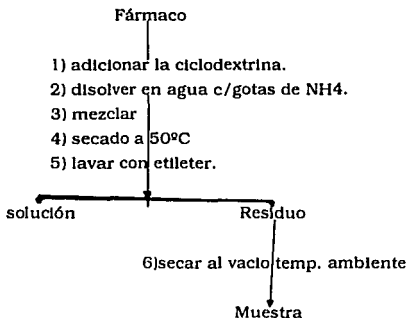 Fármaco
1) adicionar la ciclodextrina.
2) disolver en agua c/gotas de NH4.
3) mezclar
4) secado a 50ºC
5) lavar con etileter.
solución Residuo
6)secar al vacio temp. ambiente
Muestra